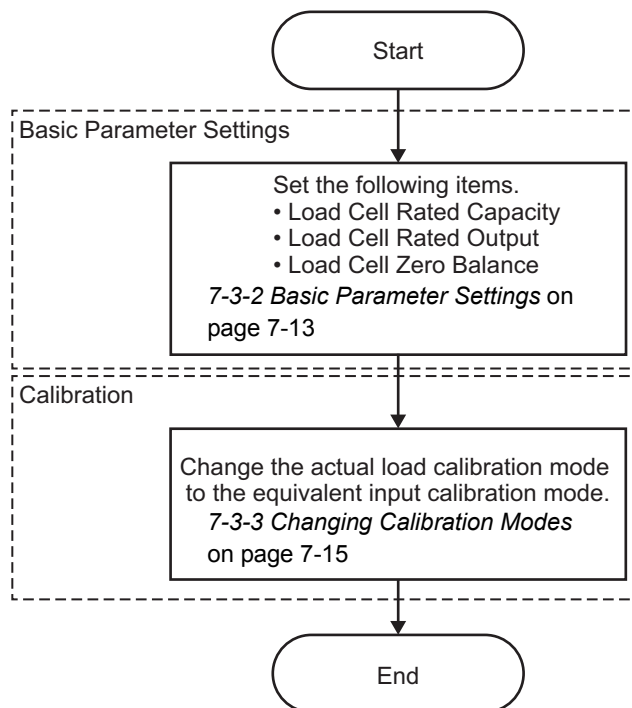 Start
Basic Parameter Settings
Set the following items.
• Load Cell Rated Capacity
• Load Cell Rated Output
• Load Cell Zero Balance
7-3-2 Basic Parameter Settings on
page 7-13
Calibration
Change the actual load calibration mode
to the equivalent input calibration mode.
7-3-3 Changing Calibration Modes
on page 7-15
End